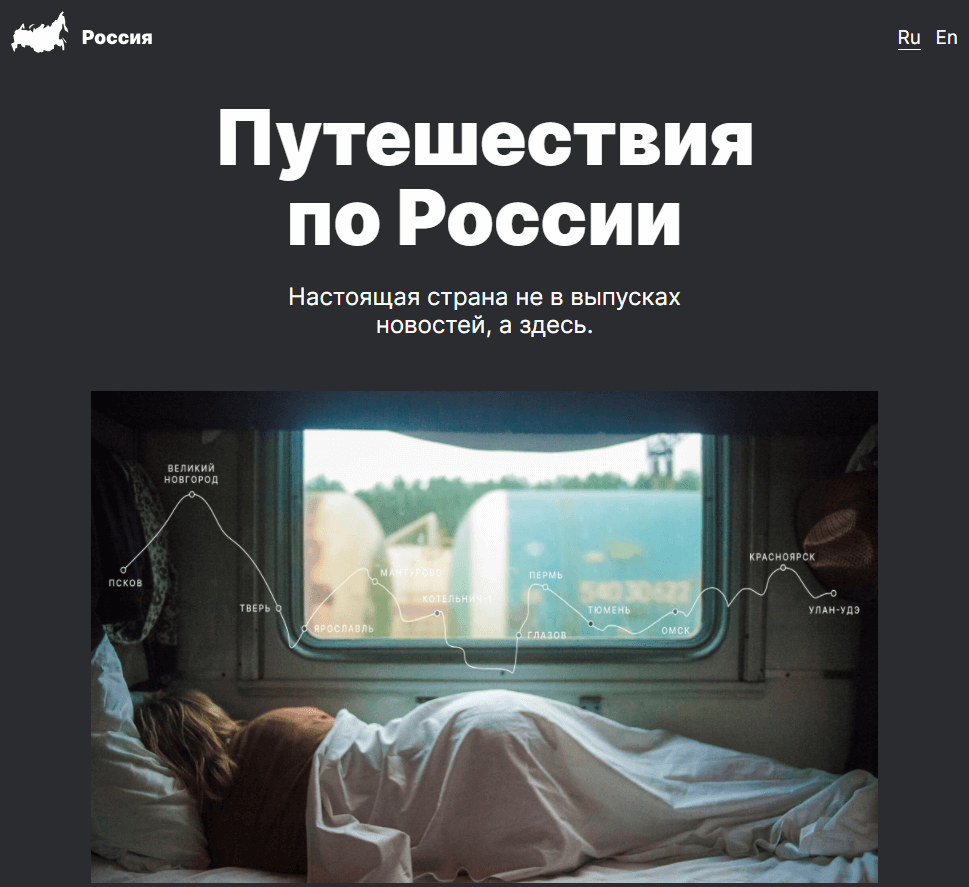 Россия
Ru En
Путешествия
по России
Настоящая страна не в выпусках
новостей, а здесь.
ВЕЛИКИЙ
НОВГОРОД
ПСКОВ
ТВЕРЬ
ЯРОСЛАВЛЬ
МАНТУРОВО
КОТЕЛЬНИЧ-1
ГЛАЗОВ
ПЕРМЬ
ТЮМЕНЬ
ОМСК
КРАСНОЯРСК
УЛАН-УДЭ